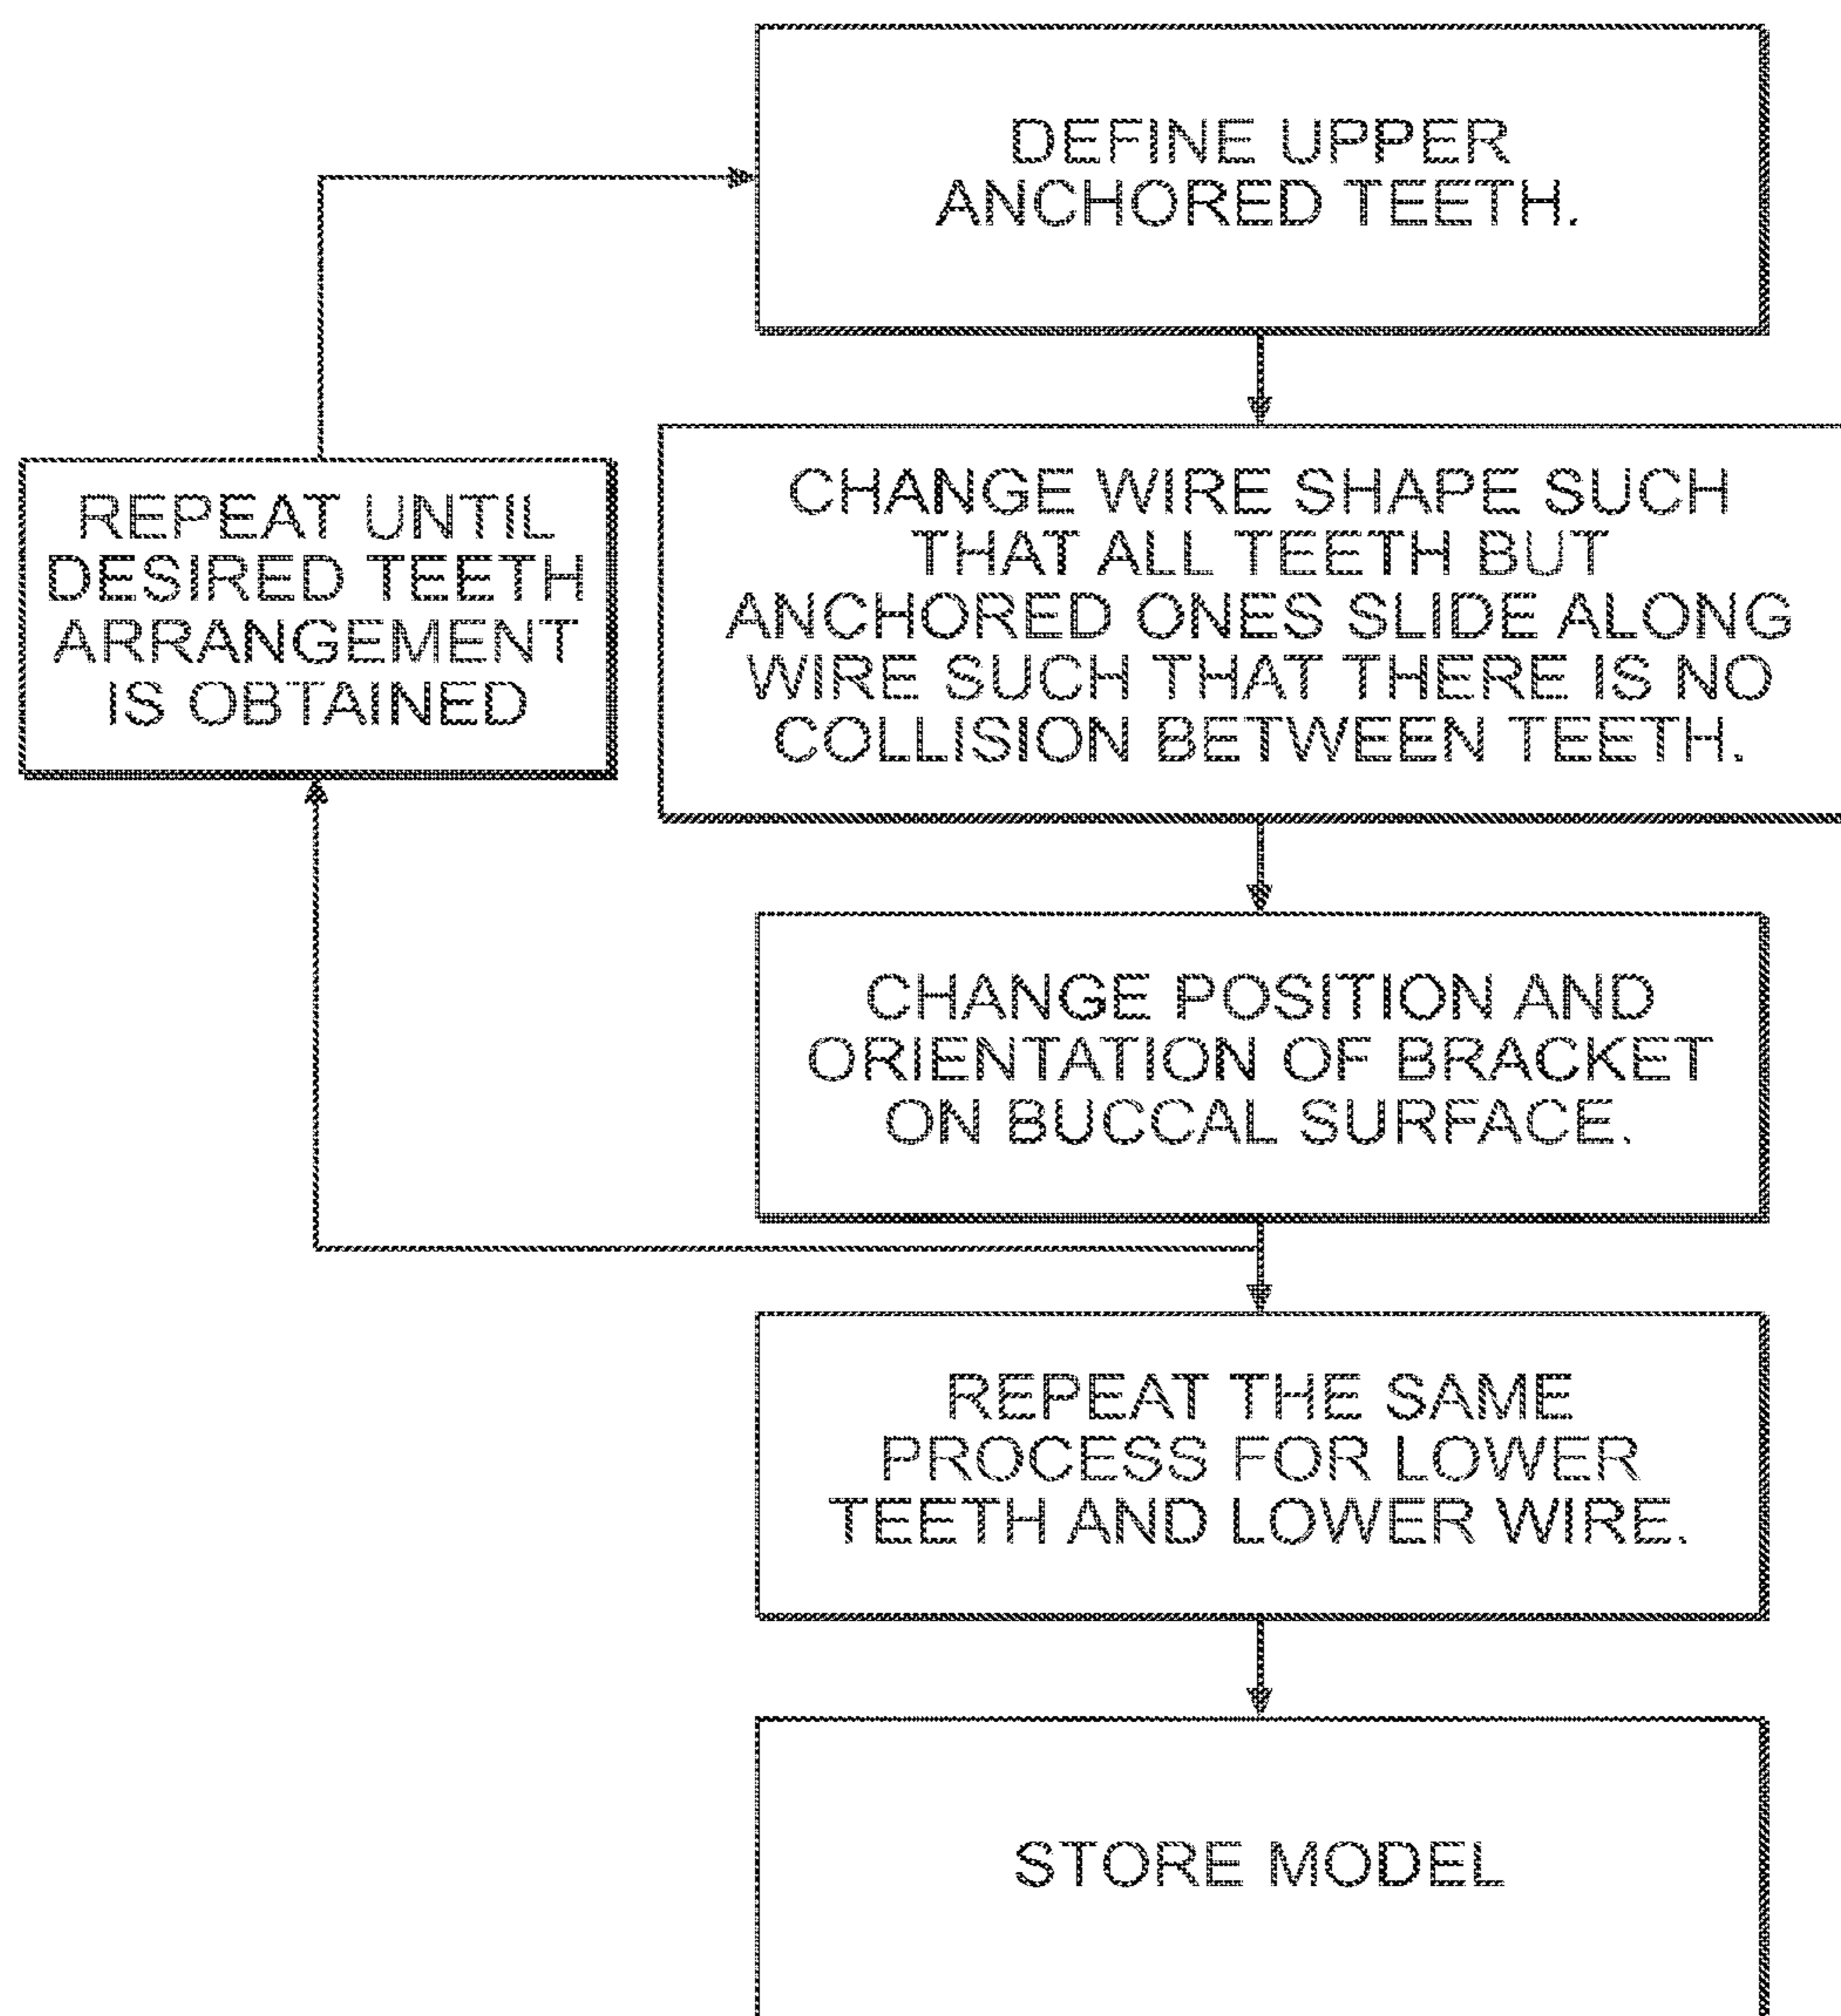 DEFINE UPPER
ANCHORED TEETH.
REPEAT UNTIL
DESIRED TEETH
ARRANGEMENT
IS OBTAINED
CHANGE WIRE SHAPE SUCH
THAT ALL TEETH BUT
ANCHORED ONES SLIDE ALONG
WIRE SUCH THAT THERE IS NO
COLLISION BETWEEN TEETH.
CHANGE POSITION AND
ORIENTATION OF BRACKET
ON BUCCAL SURFACE.
REPEAT THE SAME
PROCESS FOR LOWER
TEETH AND LOWER WIRE.
STORE MODEL